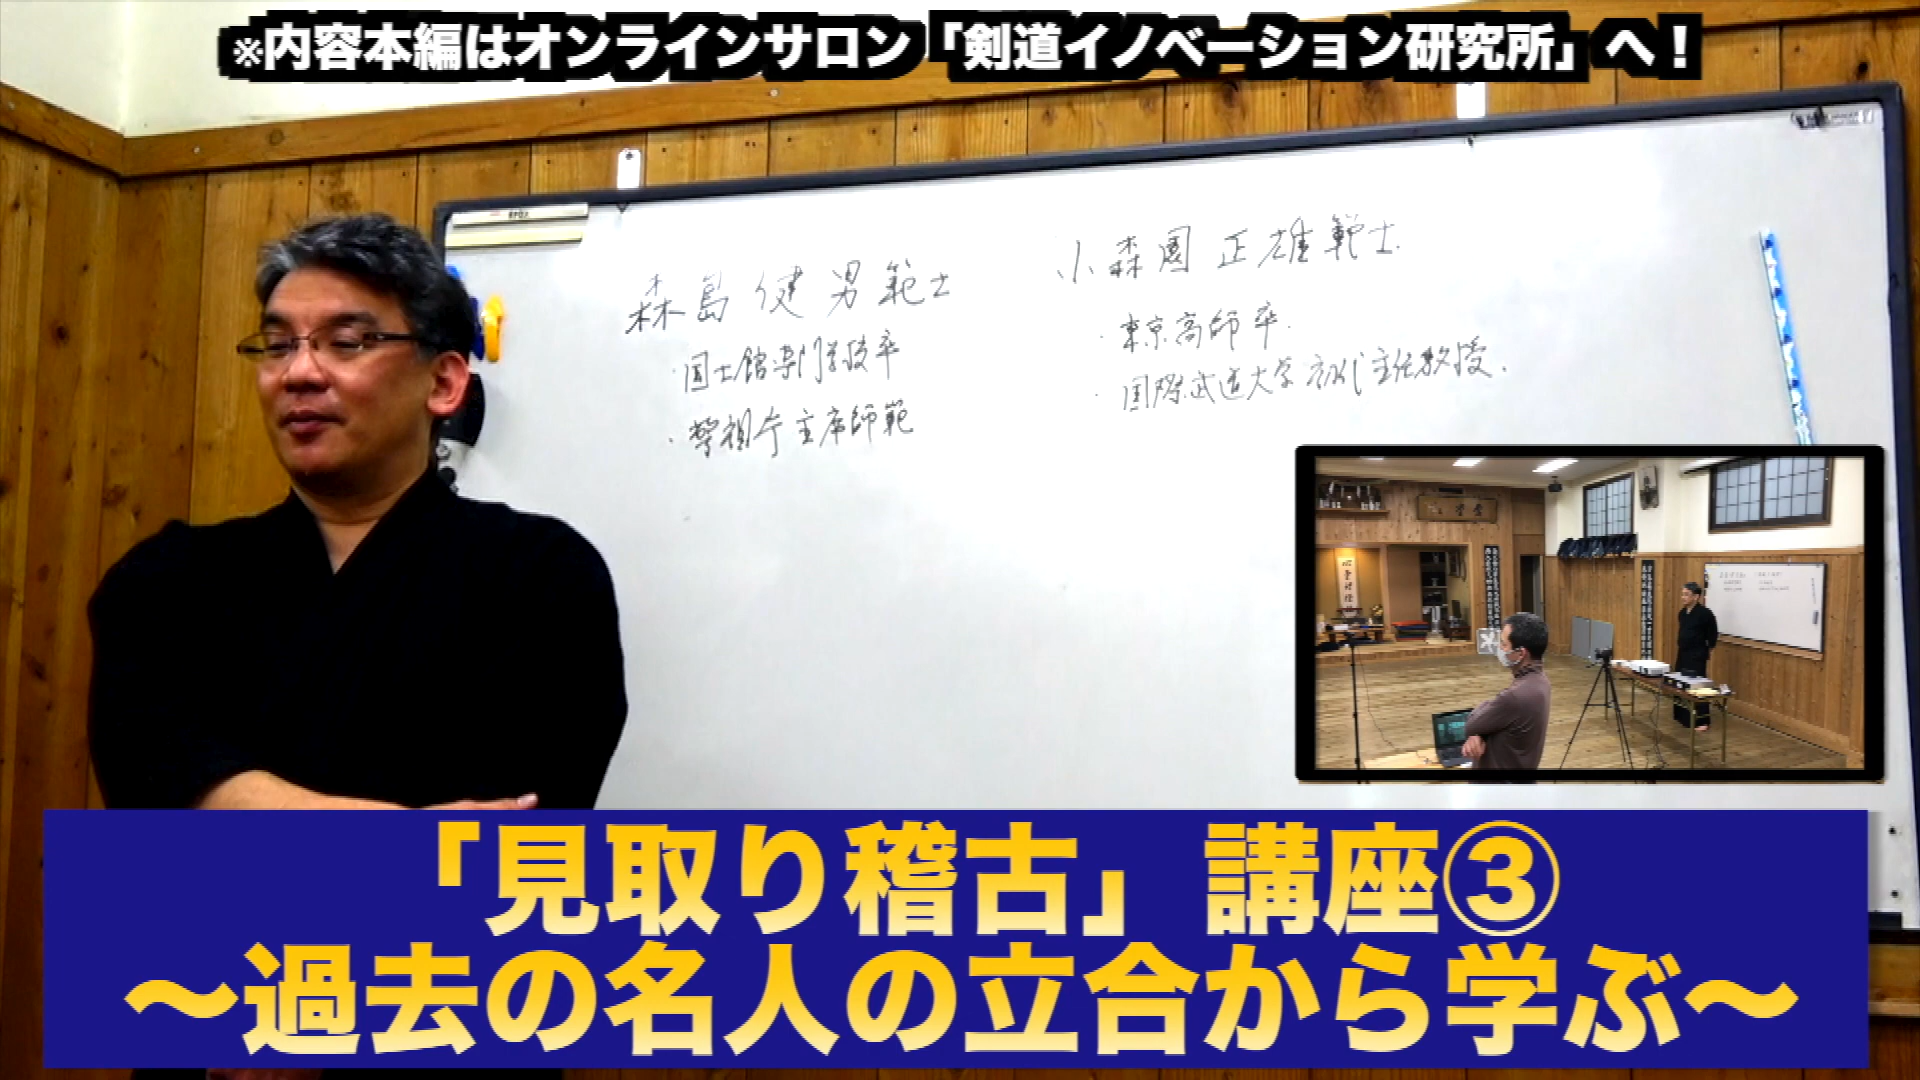 ※内容本編はオンラインサロン「剣道イノベーション研究所」へ！
森島健男範士
・国士館専門学校卒
・警視庁主席師範
小森園正雄範士
・東京高師卒.
・国際武道大学初代主任教授.
「見取り稽古」講座③
～過去の名人の立合から学ぶ～